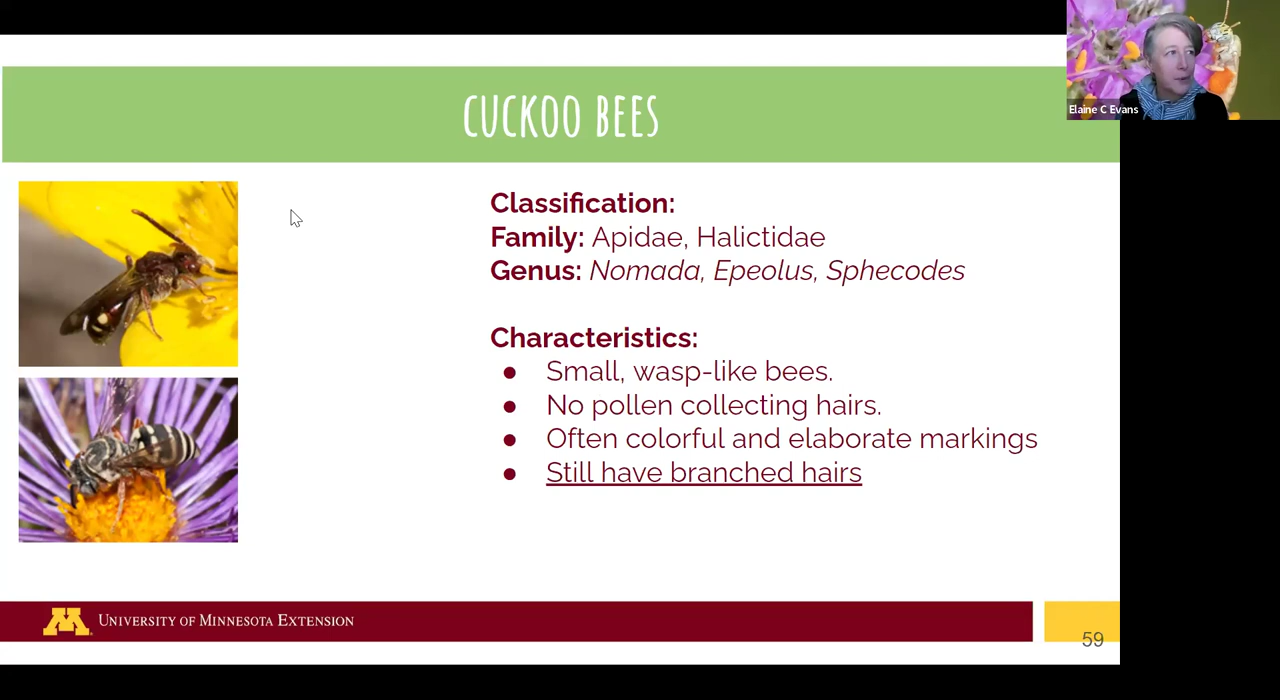 CUCKOO BEES
Elaine C Evans
Classification:
Family: Apidae, Halictidae
Genus: Nomada, Epeolus, Sphecodes
Characteristics:
● Small, wasp-like bees.
● No pollen collecting hairs.
● Often colorful and elaborate markings
● Still have branched hairs
M UNIVERSITY OF MINNESOTA EXTENSION
59